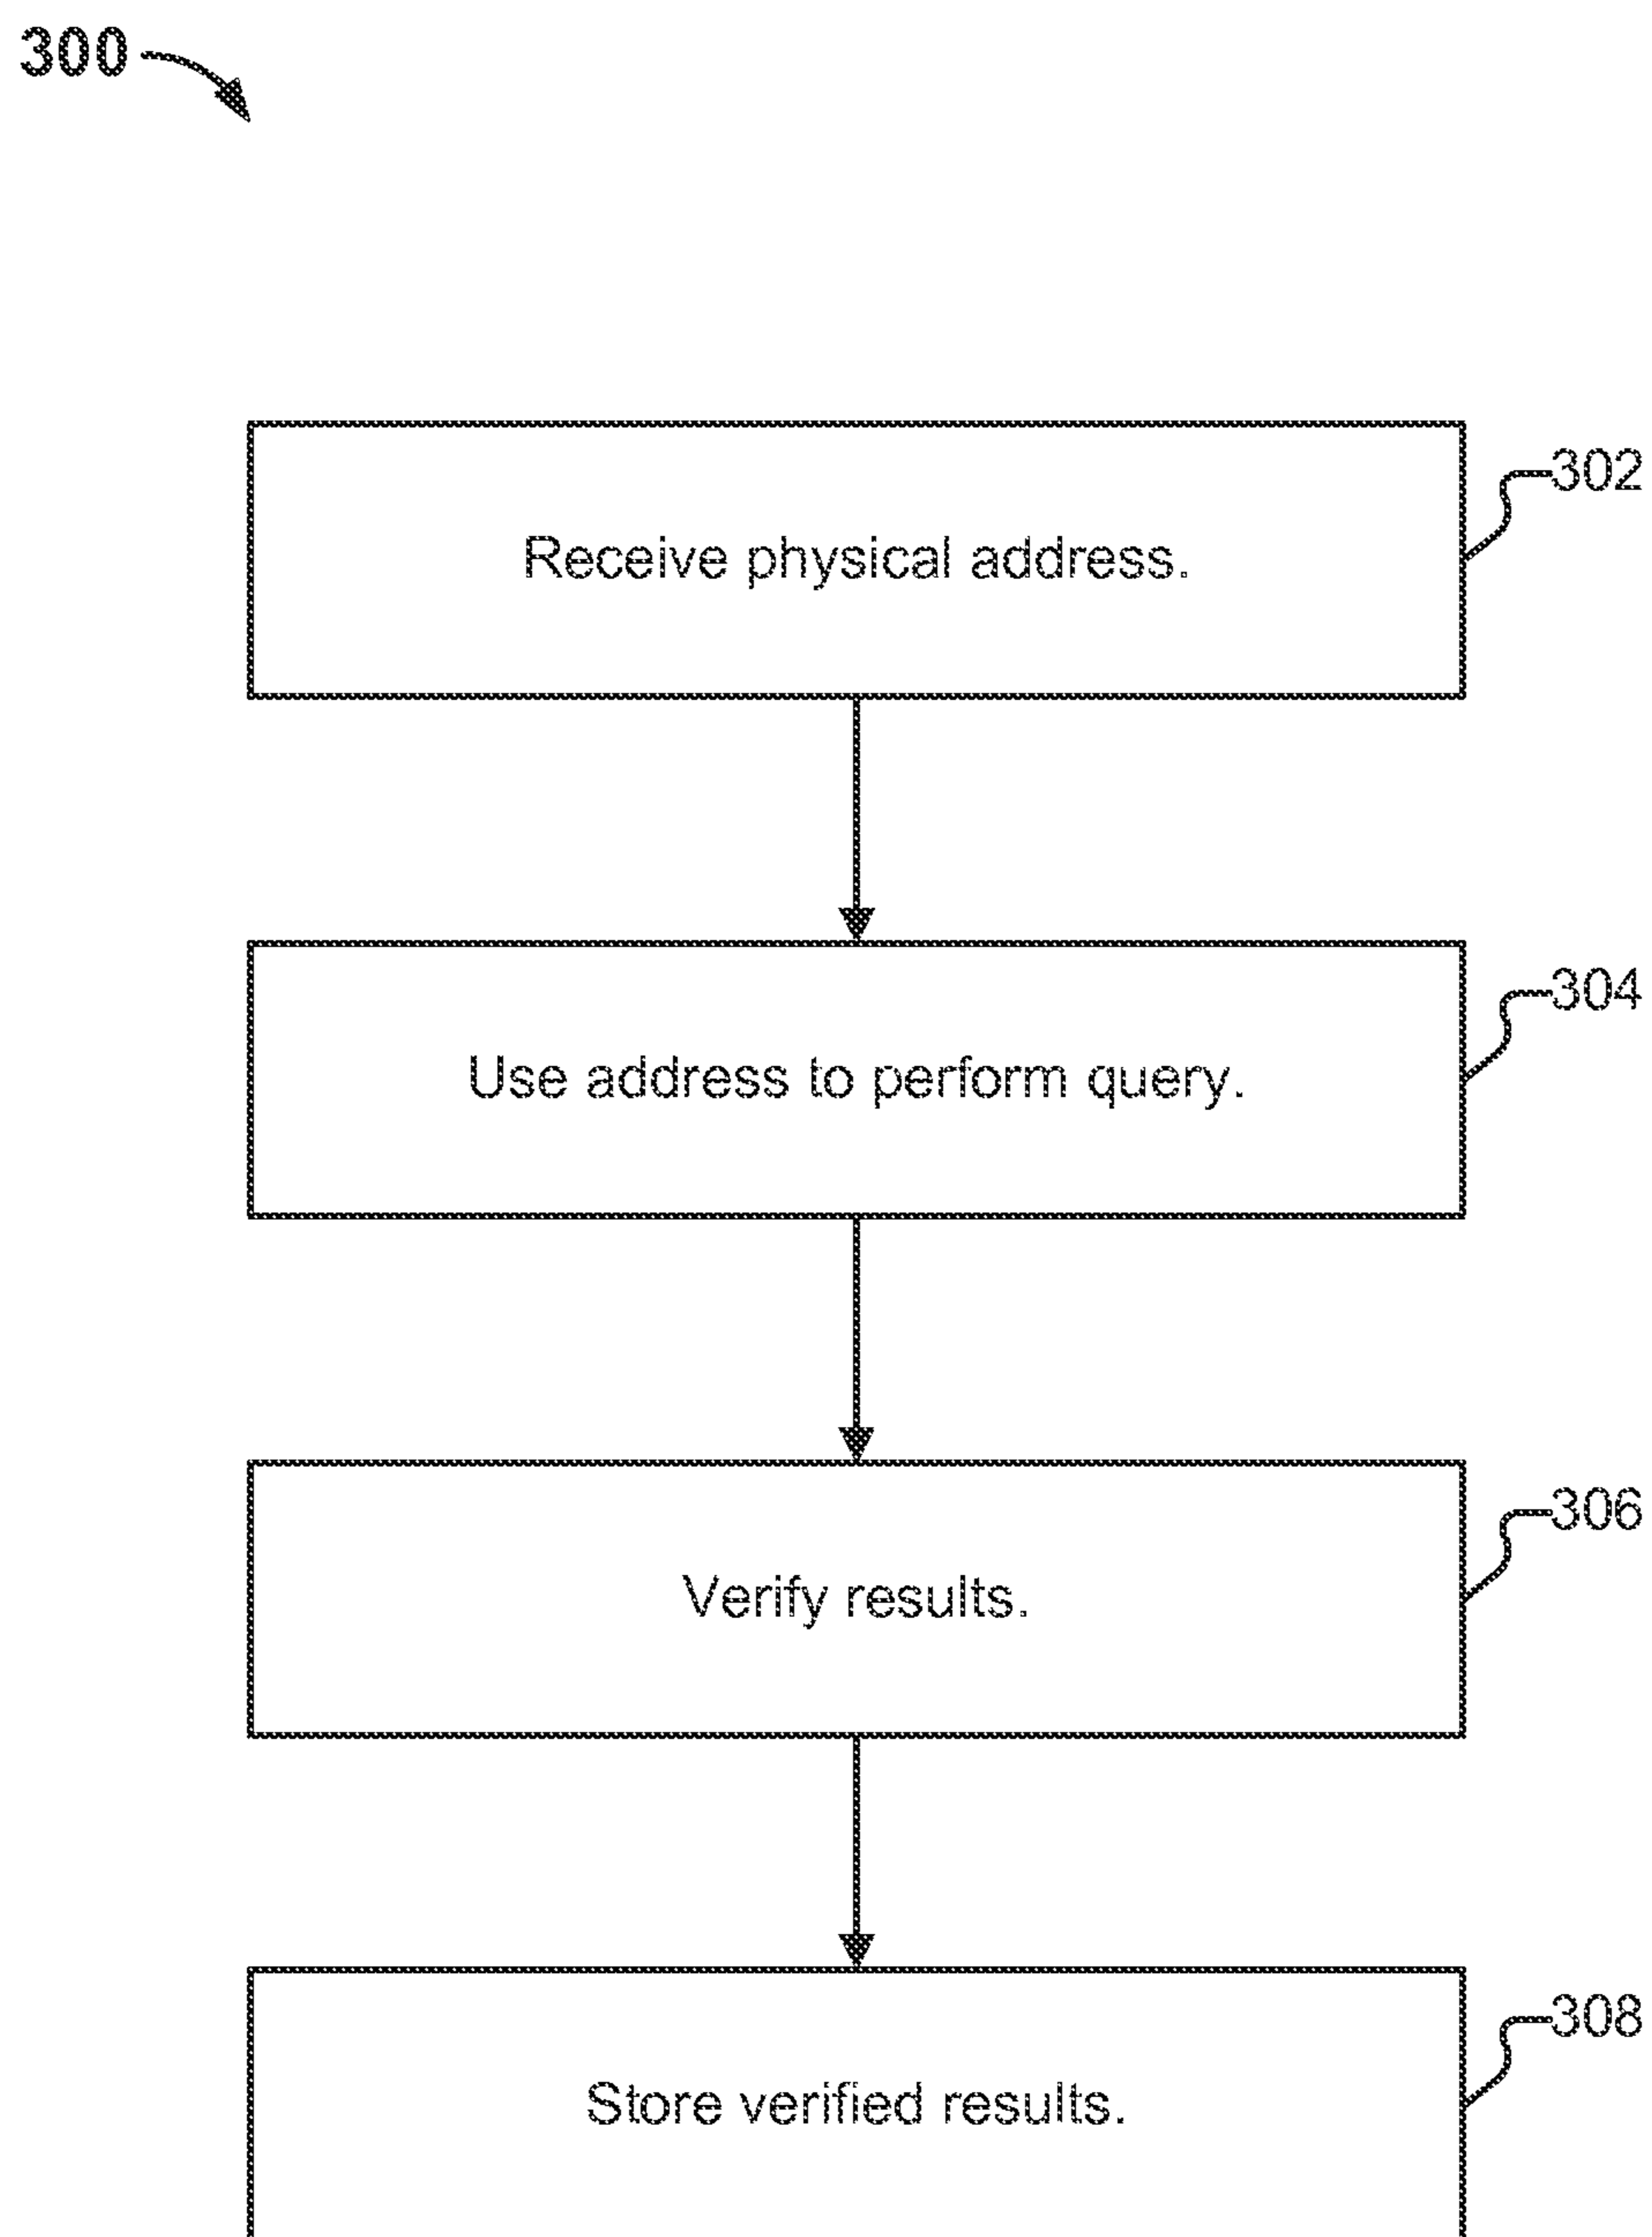 300
302
Receive physical address.
304
Use address to perform query.
306
Verify results.
308
Store verified results.